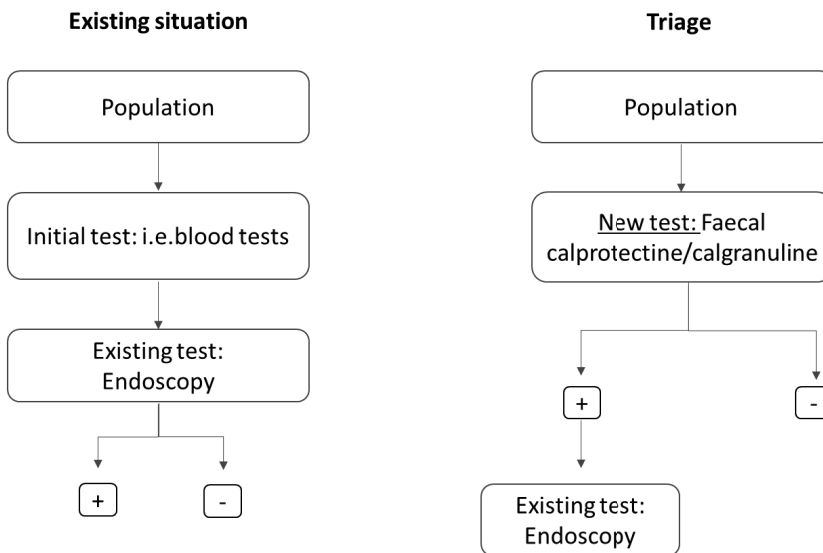 Existing situation
Population
Initial test: i.e.blood tests
Existing test:
Endoscopy
+
-
Triage
Population
New test: Faecal
calprotectine/calgranuline
+
-
Existing test:
Endoscopy